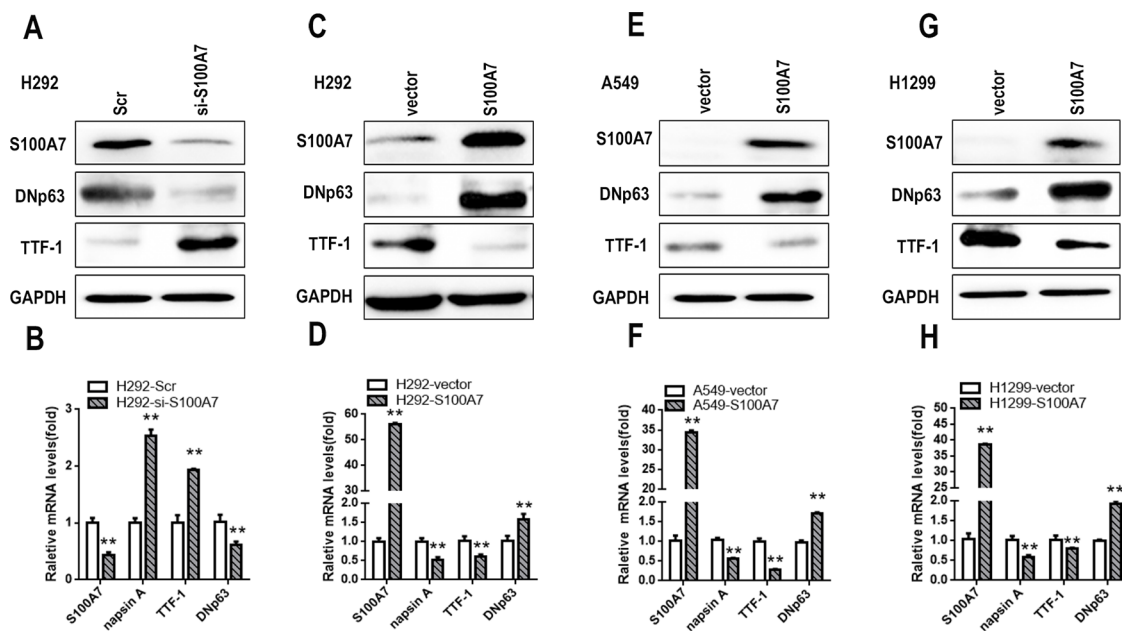 A
H292
Scr
si-S100A7
S100A7
DNp63
TTF-1
GAPDH
C
H292
vector
S100A7
S100A7
DNp63
TTF-1
GAPDH
E
A549
vector
S100A7
S100A7
DNp63
TTF-1
GAPDH
G
H1299
vector
S100A7
S100A7
DNp63
TTF-1
GAPDH
B
H292-Scr
H292-si-S100A7
Raletive mRNA levels(fold)
3
2
1
0
**
**
**
**
S100A7
napsin A
TTF-1
DNp63
D
H292-vector
H292-S100A7
Raletive mRNA levels(fold)
60
55
50
2.0
1.5
1.0
0.5
0.0
**
**
**
**
S100A7
napsin A
TTF-1
DNp63
F
A549-vector
A549-S100A7
Raletive mRNA levels(fold)
45
40
35
30
25
2.0
1.5
1.0
0.5
0.0
**
**
**
**
S100A7
napsin A
TTF-1
DNp63
H
H1299-vector
H1299-S100A7
Raletive mRNA levels(fold)
50
45
40
35
30
25
2.0
1.5
1.0
0.5
0.0
**
**
**
**
S100A7
napsin A
TTF-1
DNp63